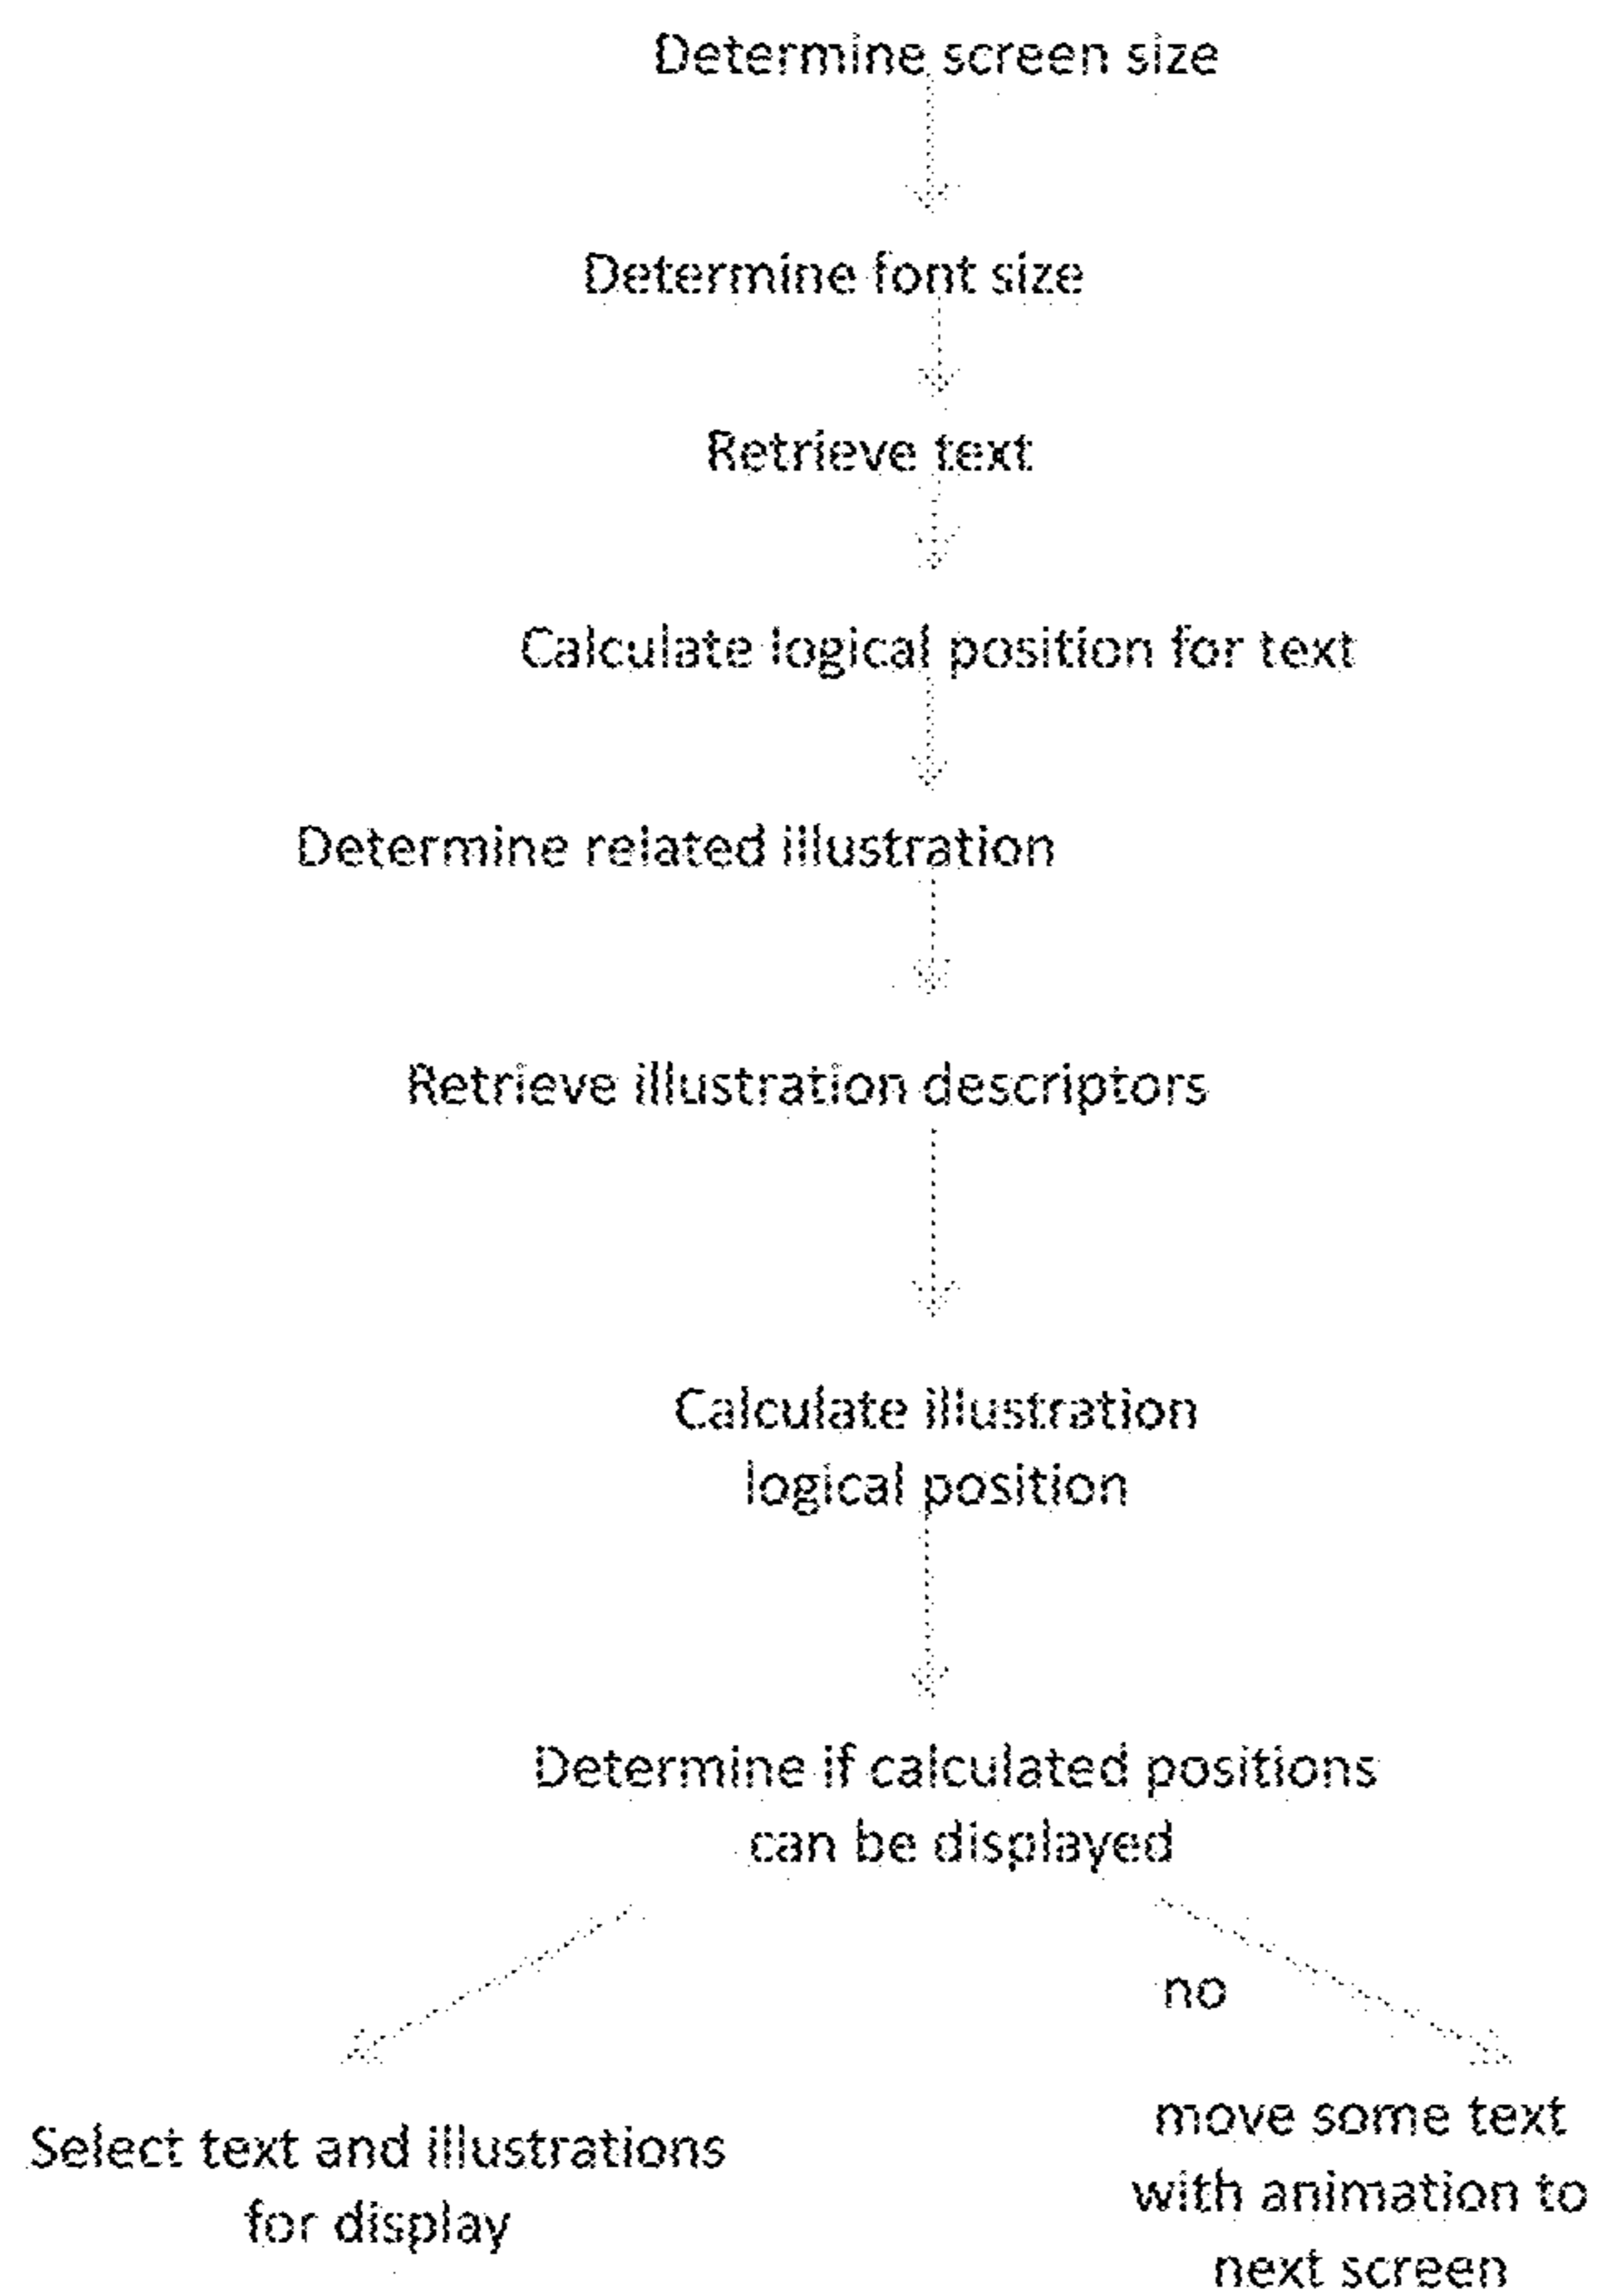 Determine screen size
Determine font size
Retrieve text
Calculate logical position for text
Determine related illustration
Retrieve illustration descriptors
Calculate illustration
logical position
Determine if calculated positions
can be displayed
no
Select text and illustrations
for display
move some text
with animation to
next screen